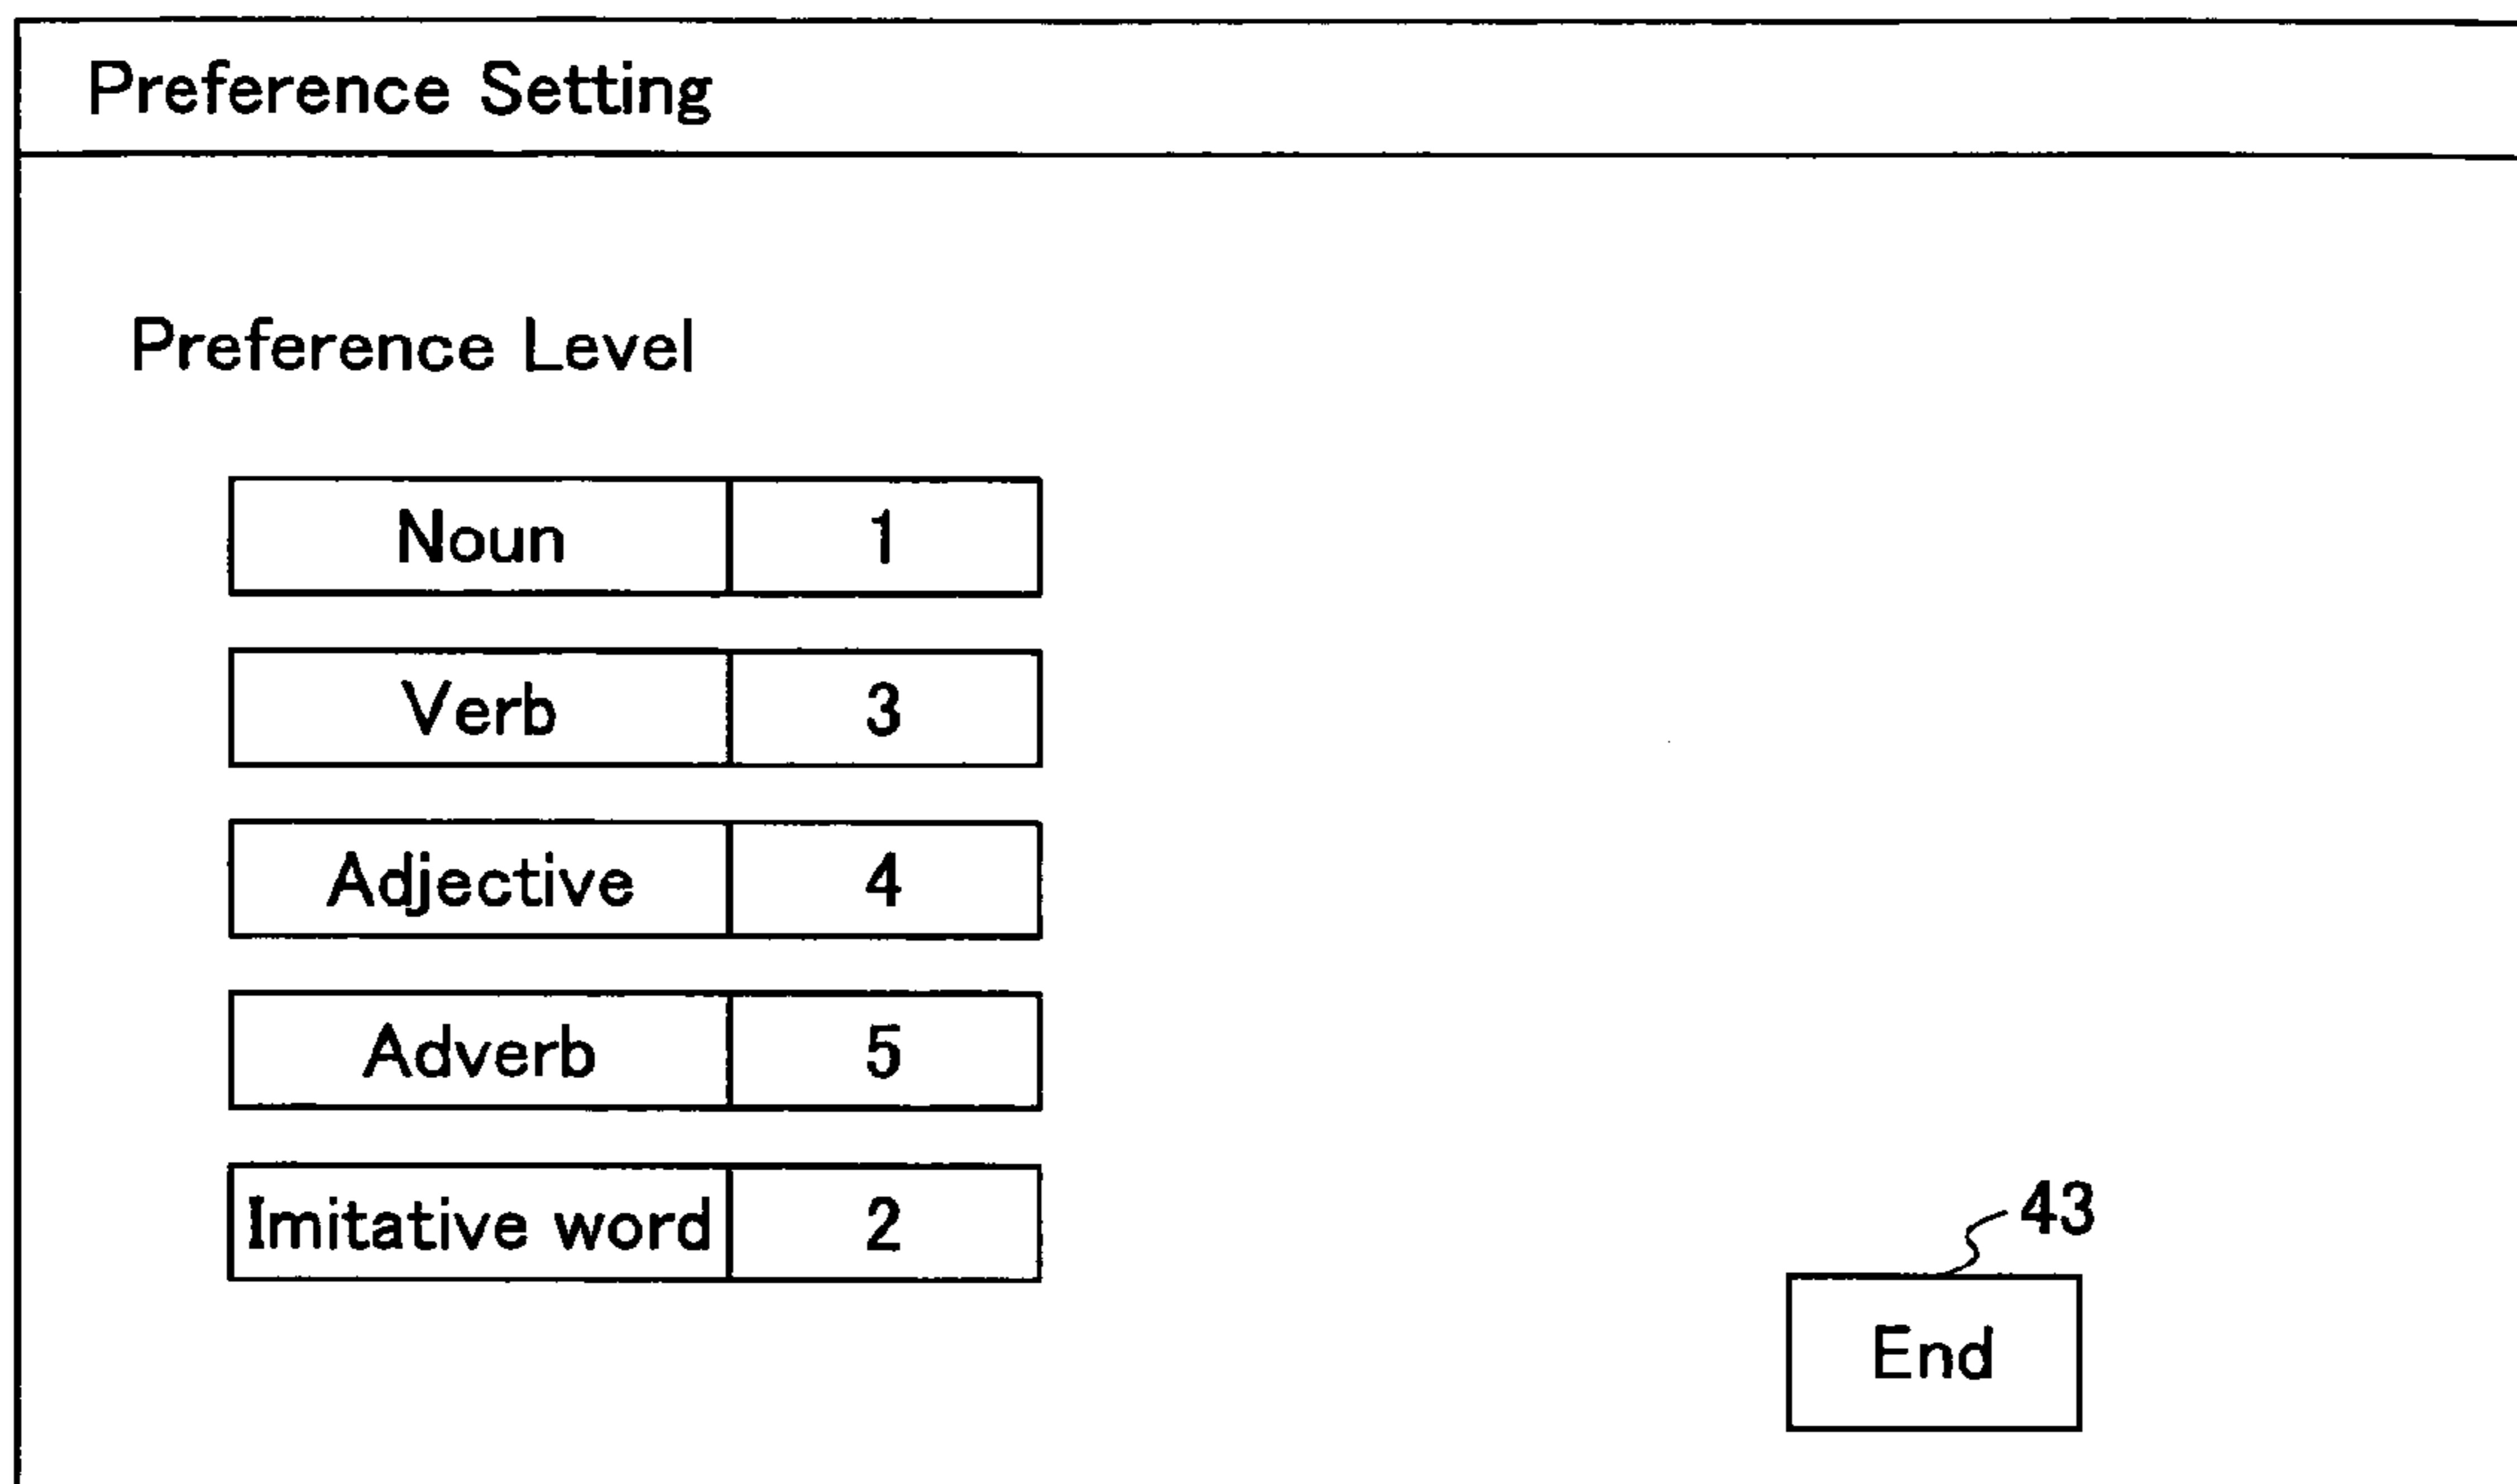 Preference Setting
Preference Level
Noun 1
Verb 3
Adjective 4
Adverb 5
Imitative word 2
43
End